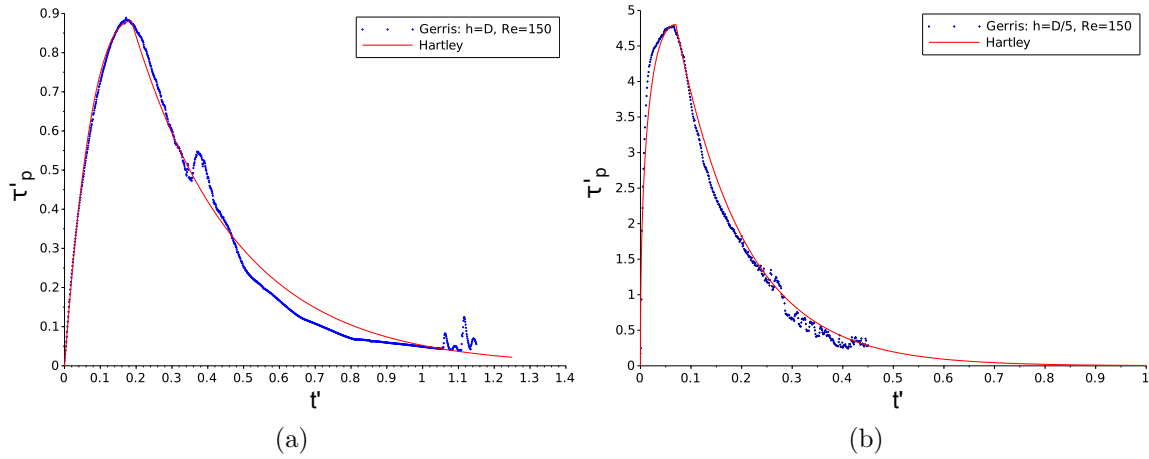 0.9
0.8
0.7
0.6
0.5
0.4
0.3
0.2
0.1
0
τ'p
0 0.1 0.2 0.3 0.4 0.5 0.6 0.7 0.8 0.9 1 1.1 1.2 1.3 1.4
t'
Gerris: h=D, Re=150
Hartley
(a)
5
4.5
4
3.5
3
2.5
2
1.5
1
0.5
0
τ'p
0 0.1 0.2 0.3 0.4 0.5 0.6 0.7 0.8 0.9 1
t'
Gerris: h=D/5, Re=150
Hartley
(b)